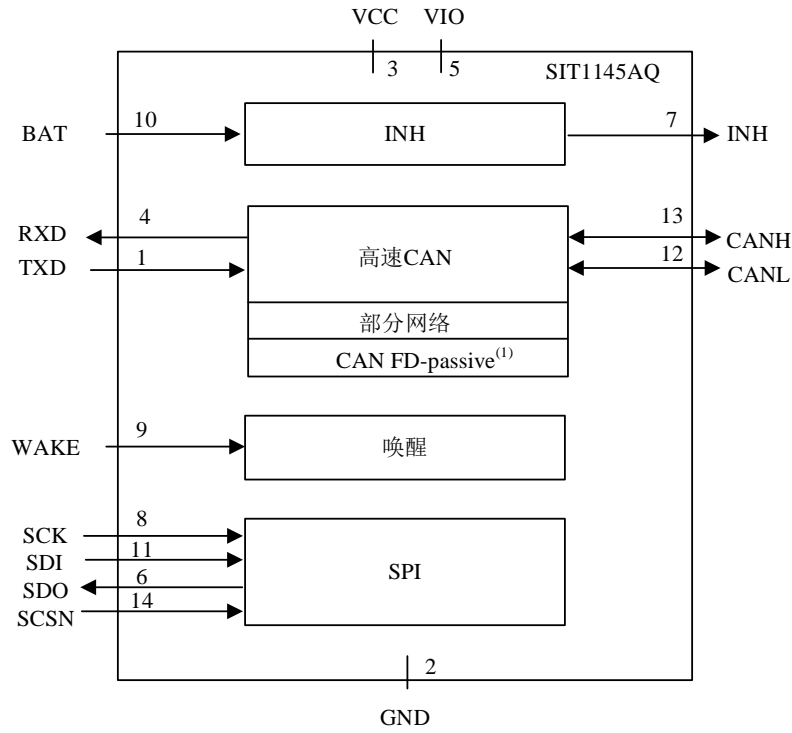 VCC VIO
3 5 SIT1145AQ
BAT 10 INH 7 INH
4 13
RXD CANH
TXD 1 高速CAN 12 CANL
部分网络
CAN FD-passive(1)
WAKE 9 唤醒
8
SCK
SDI 11
SDO 6 SPI
SCSN 14
2
GND